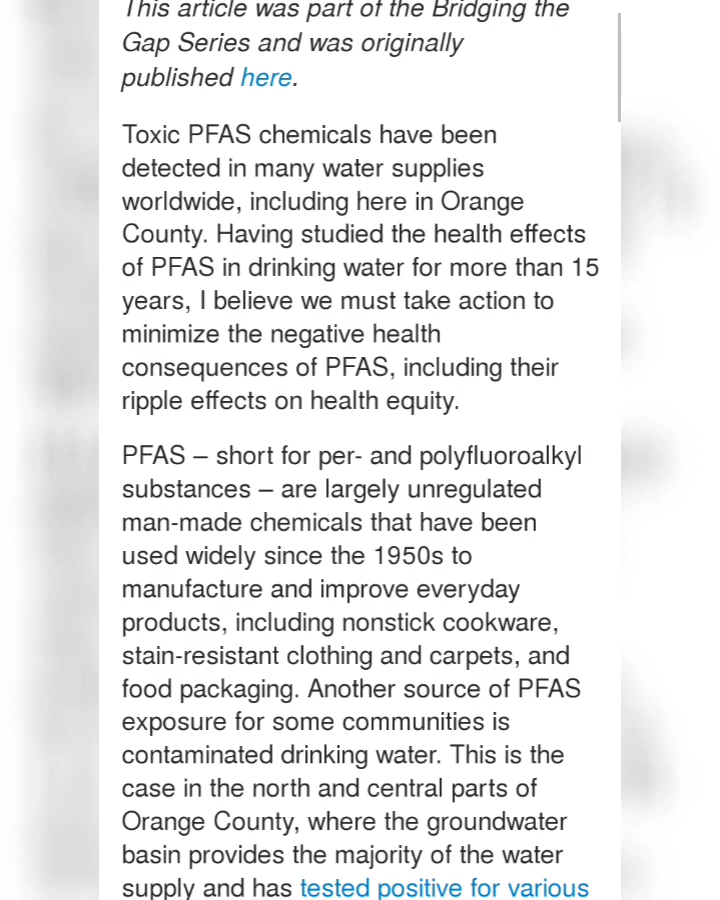 This article was part of the Bridging the
Gap Series and was originally
published here.
Toxic PFAS chemicals have been
detected in many water supplies
worldwide, including here in Orange
County. Having studied the health effects
of PFAS in drinking water for more than 15
years, I believe we must take action to
minimize the negative health
consequences of PFAS, including their
ripple effects on health equity.
PFAS – short for per- and polyfluoroalkyl
substances – are largely unregulated
man-made chemicals that have been
used widely since the 1950s to
manufacture and improve everyday
products, including nonstick cookware,
stain-resistant clothing and carpets, and
food packaging. Another source of PFAS
exposure for some communities is
contaminated drinking water. This is the
case in the north and central parts of
Orange County, where the groundwater
basin provides the majority of the water
supply and has tested positive for various